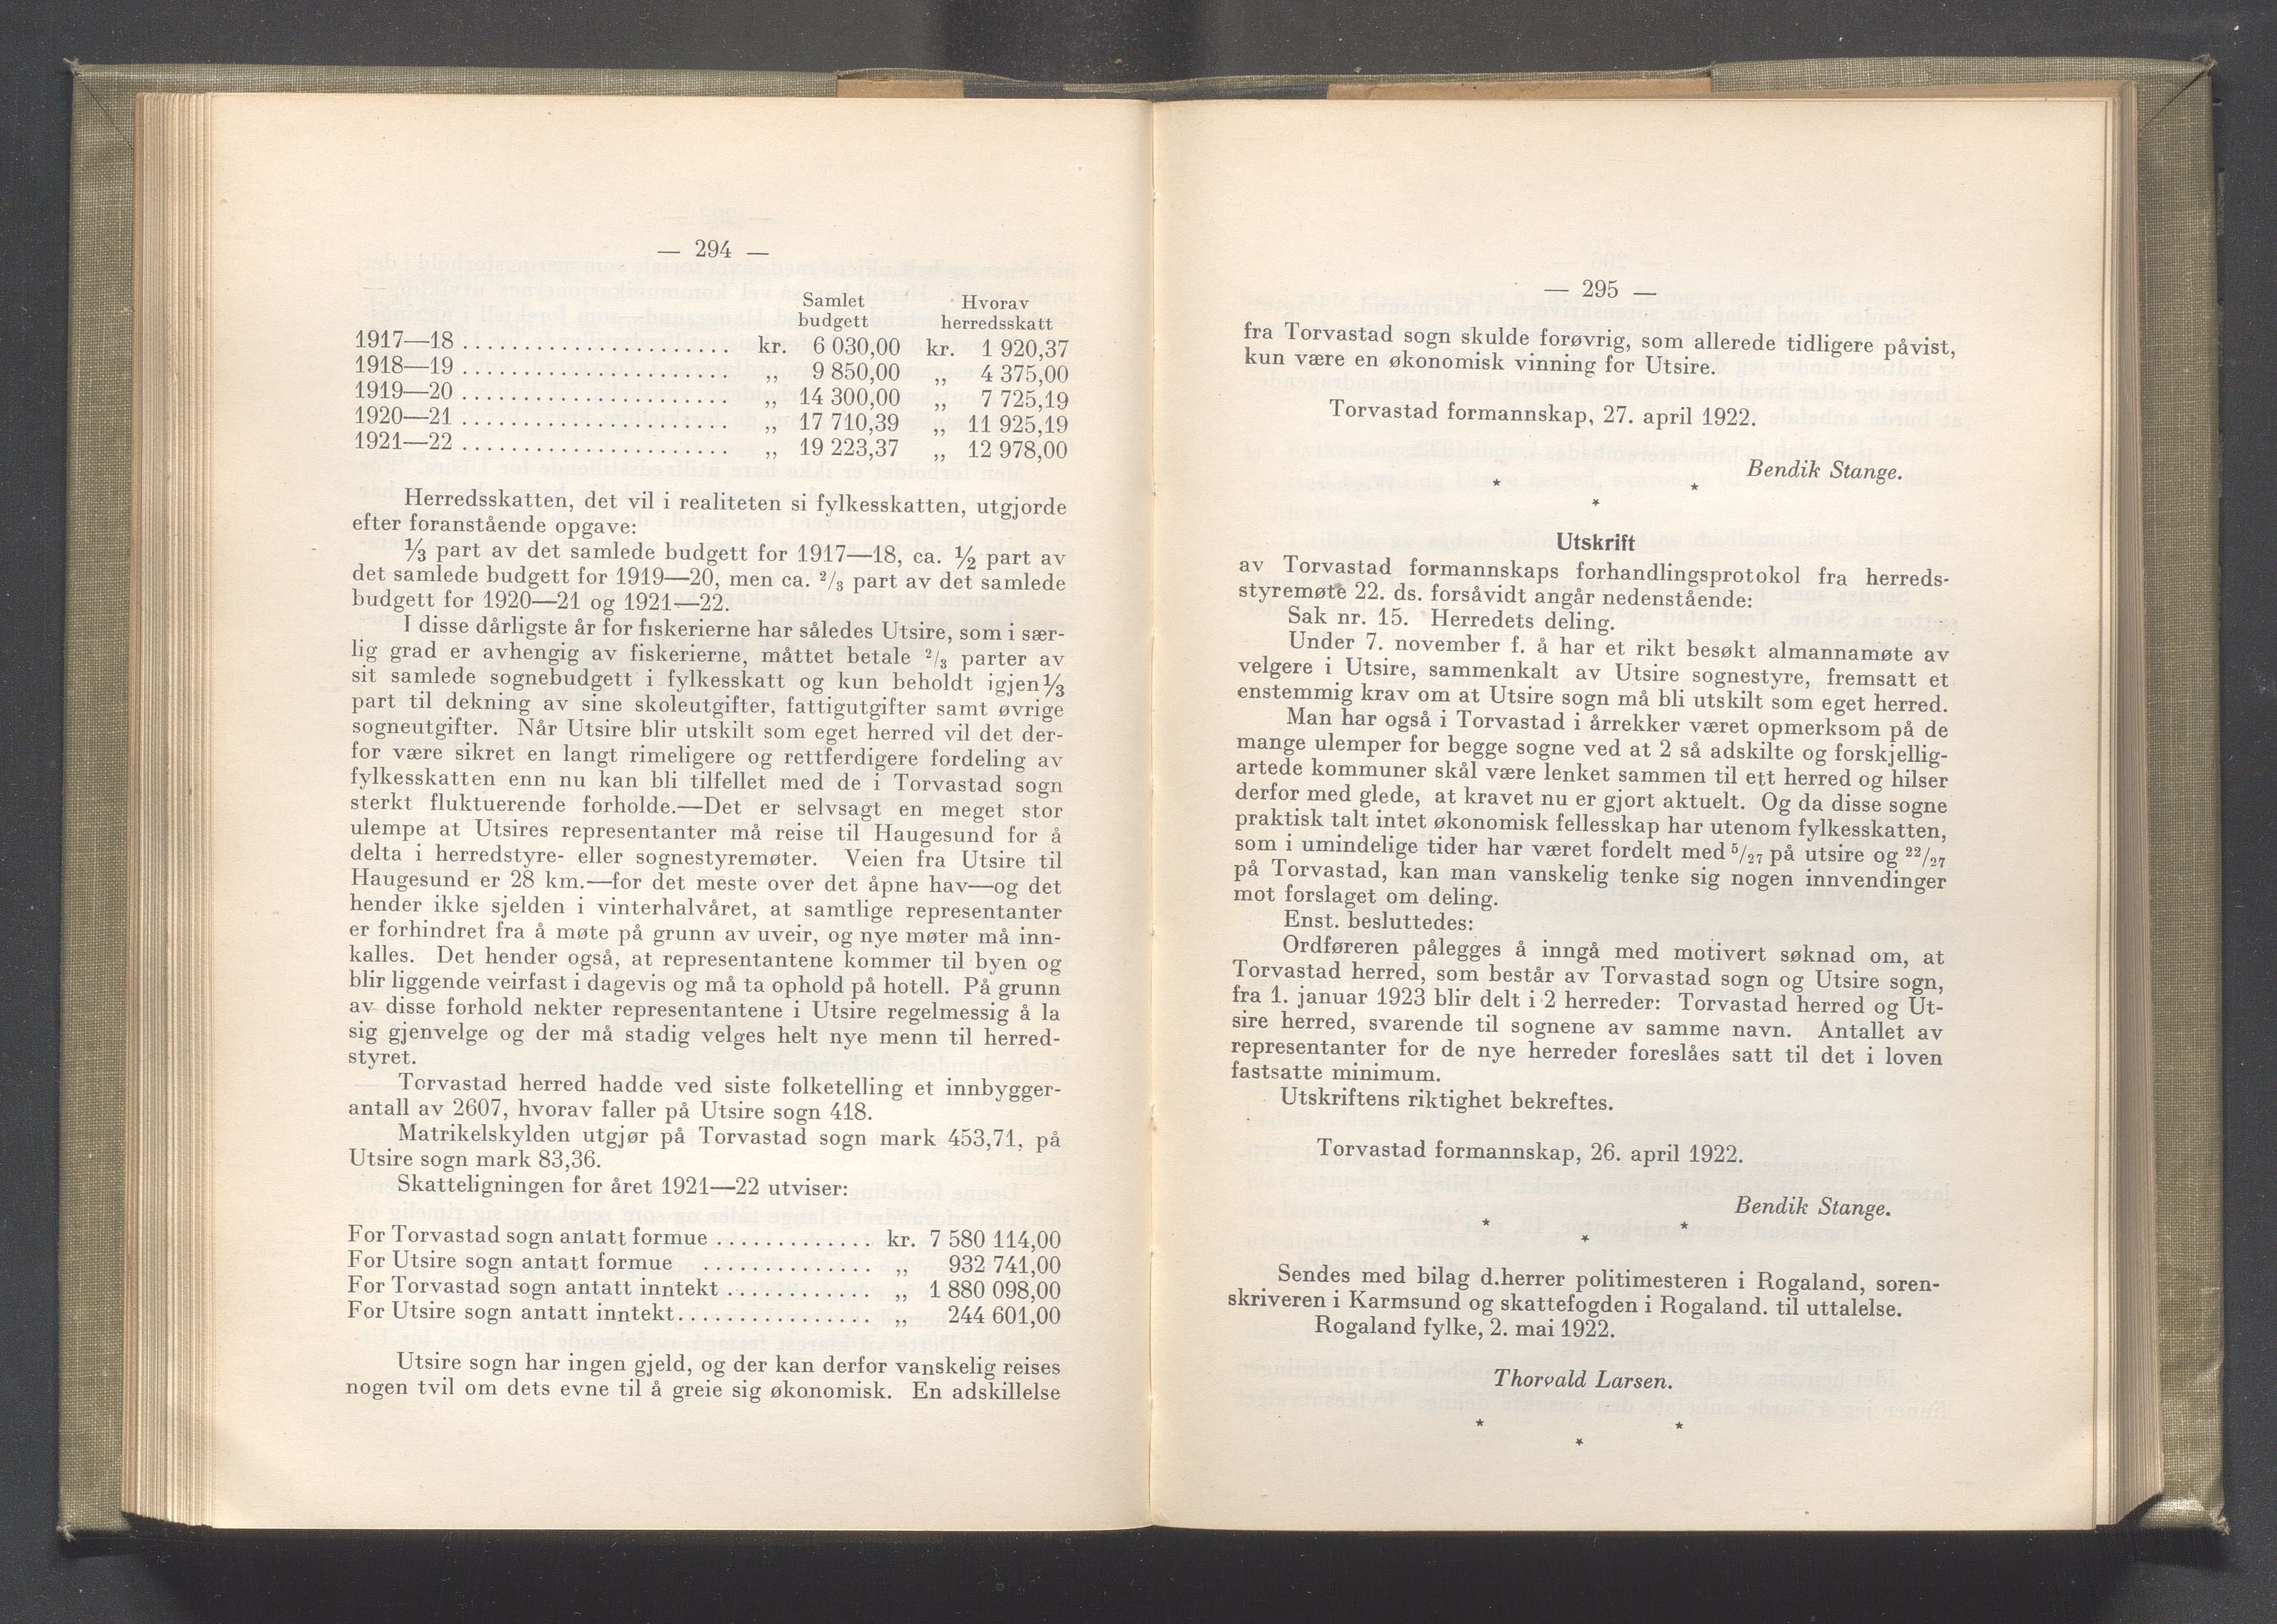 — 294 —
Samlet Hvorav
budgett herredsskatt
1917—18 ...................... kr. 6 030,00 kr. 1 920,37
1918—19 ...................... „ 9 850,00 „ 4 375,00
1919—20 ...................... „ 14 300,00 „ 7 725,19
1920—21 ...................... „ 17 710,39 „ 11 925,19
1921—22 ...................... „ 19 223,37 „ 12 978,00
Herredsskatten, det vil i realiteten si fylkesskatten, utgjorde
efter foranstående opgave:
⅓ part av det samlede budgett for 1917—18, ca. ½ part av
det samlede budgett for 1919—20, men ca. 2/3 part av det samlede
budgett for 1920—21 og 1921—22.
I disse dårligste år for fiskerierne har således Utsire, som i sær-
lig grad er avhengig av fiskerierne, måttet betale 2/3 parter av
sit samlede sognebudgett i fylkesskatt og kun beholdt igjen ⅓
part til dekning av sine skoleutgifter, fattigutgifter samt øvrige
sogneutgifter. Når Utsire blir utskilt som eget herred vil det der-
for være sikret en langt rimeligere og rettferdigere fordeling av
fylkesskatten enn nu kan bli tilfellet med de i Torvastad sogn
sterkt fluktuerende forholde.—Det er selvsagt en meget stor
ulempe at Utsires representanter må reise til Haugesund for å
delta i herredstyre- eller sognestyremøter. Veien fra Utsire til
Haugesund er 28 km.—for det meste over det åpne hav—og det
hender ikke sjelden i vinterhalvåret, at samtlige representanter
er forhindret fra å møte på grunn av uveir, og nye møter må inn-
kalles. Det hender også, at representantene kommer til byen og
blir liggende veirfast i dagevis og må ta ophold på hotell. På grunn
av disse forhold nekter representantene i Utsire regelmessig å la
sig gjenvelge og der må stadig velges helt nye menn til herred-
styret.
Torvastad herred hadde ved siste folketelling et innbygger-
antall av 2607, hvorav faller på Utsire sogn 418.
Matrikelskylden utgjør på Torvastad sogn mark 453,71, på
Utsire sogn mark 83,36.
Skatteligningen for året 1921—22 utviser:
For Torvastad sogn antatt formue ............. kr. 7 580 114,00
For Utsire sogn antatt formue ............... „ 932 741,00
For Torvastad sogn antatt inntekt ............ „ 1 880 098,00
For Utsire sogn antatt inntekt................ „ 244 601,00
Utsire sogn har ingen gjeld, og der kan derfor vanskelig reises
nogen tvil om dets evne til å greie sig økonomisk. En adskillelse
— 295 —
fra Torvastad sogn skulde forøvrig, som allerede tidligere påvist,
kun være en økonomisk vinning for Utsire.
Torvastad formannskap, 27. april 1922.
Bendik Stange.
* * *
Utskrift
av Torvastad formannskaps forhandlingsprotokol fra herreds-
styremøte 22. ds. forsåvidt angår nedenstående:
Sak nr. 15. Herredets deling.
Under 7. november f. å har et rikt besøkt almannamøte av
velgere i Utsire, sammenkalt av Utsire sognestyre, fremsatt et
enstemmig krav om at Utsire sogn må bli utskilt som eget herred.
Man har også i Torvastad i årrekker været opmerksom på de
mange ulemper for begge sogne ved at 2 så adskilte og forskjellig-
artede kommuner skål være lenket sammen til ett herred og hilser
derfor med glede, at kravet nu er gjort aktuelt. Og da disse sogne
praktisk talt intet økonomisk fellesskap har utenom fylkesskatten,
som i umindelige tider har været fordelt med 5/27 på utsire og 22/27
på Torvastad, kan man vanskelig tenke sig nogen innvendinger
mot forslaget om deling.
Enst. besluttedes:
Ordføreren pålegges å inngå med motivert søknad om, at
Torvastad herred, som består av Torvastad sogn og Utsire sogn,
fra 1. januar 1923 blir delt i 2 herreder: Torvastad herred og Ut-
sire herred, svarende til sognene av samme navn. Antallet av
representanter for de nye herreder foreslåes satt til det i loven
fastsatte minimum.
Utskriftens riktighet bekreftes.
Torvastad formannskap, 26. april 1922.
Bendik Stange.
* * *
Sendes med bilag d.herrer politimesteren i Rogaland, soren-
skriveren i Karmsund og skattefogden i Rogaland. til uttalelse.
Rogaland fylke, 2. mai 1922.
Thorvald Larsen.
* * *